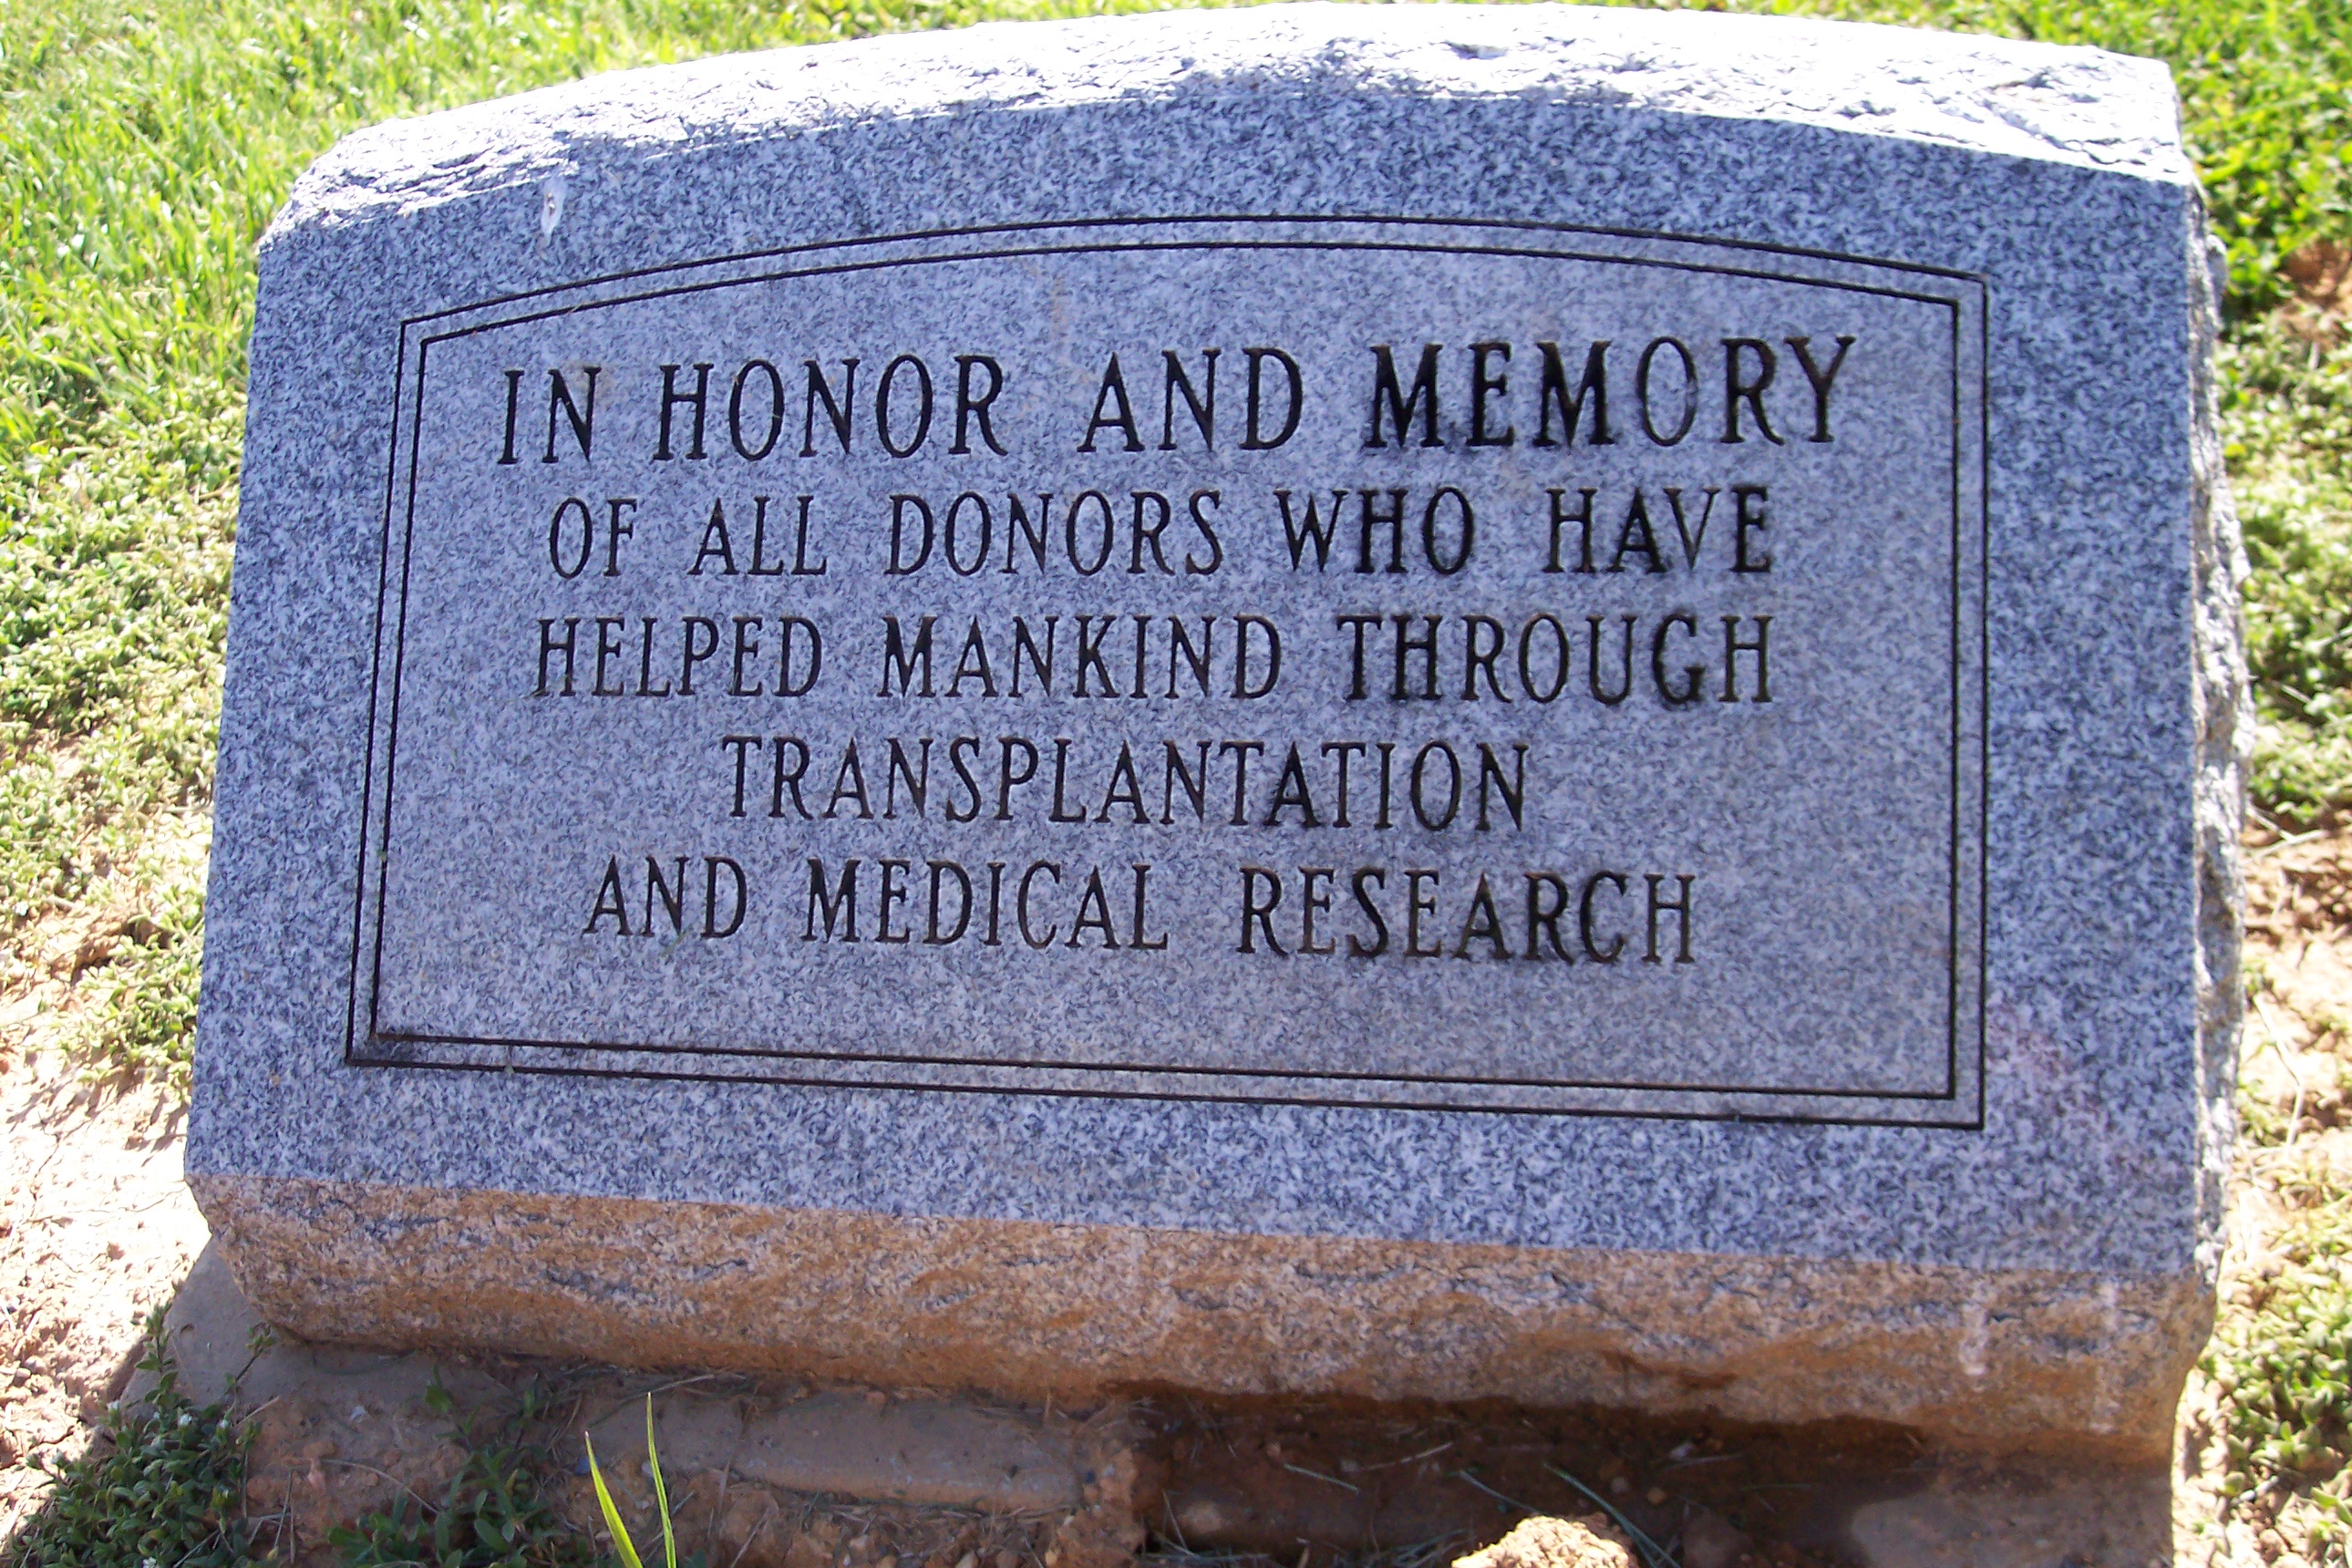 IN HONOR AND MEMORY
OF ALL DONORS WHO HAVE
HELPED MANKIND THROUGH
TRANSPLANTATION
AND MEDICAL RESEARCH